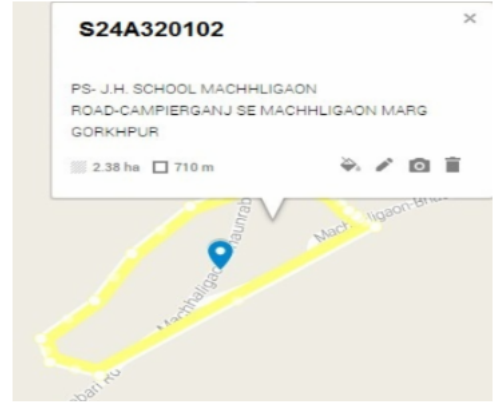 S24A320102
PS- J.H. SCHOOL MACHHLIGAON
ROAD-CAMPIERGANJ SE MACHHLIGAON MARG
GORKHPUR
2.38 ha 710 m